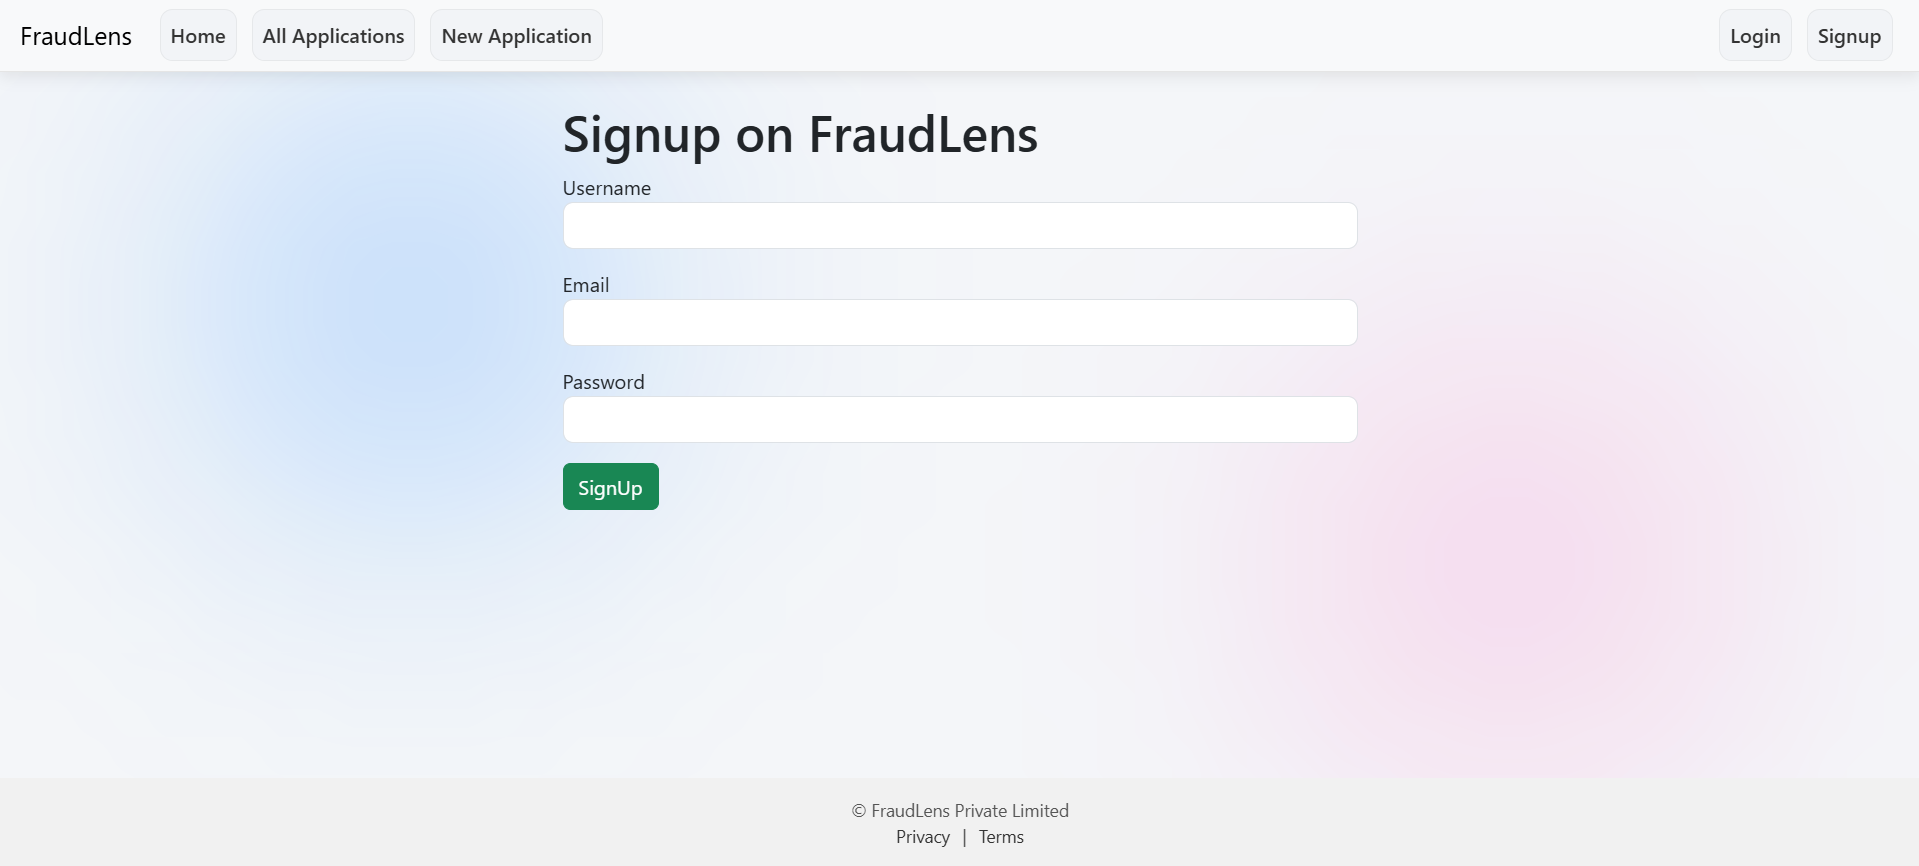 FraudLens Home All Applications New Application Login Signup
Signup on FraudLens
Username
Email
Password
SignUp
© FraudLens Private Limited
Privacy | Terms